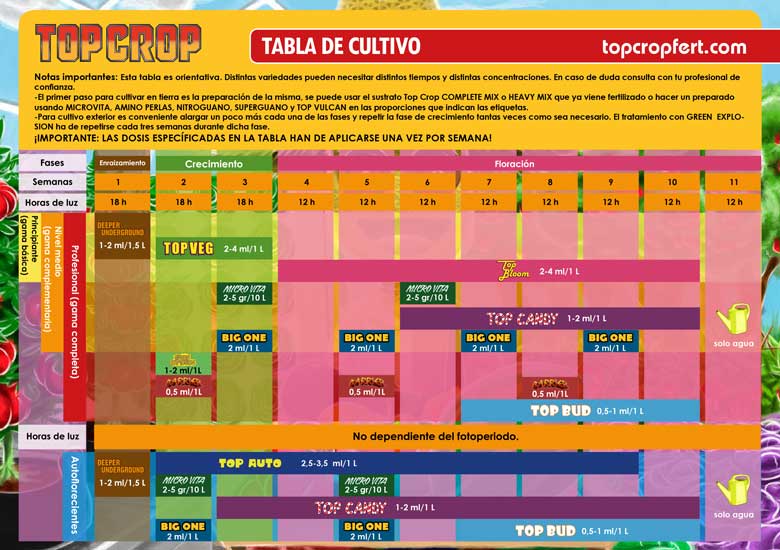 TOPCROP
TABLA DE CULTIVO
topcropfert.com
Notas importantes: Esta tabla es orientativa. Distintas variedades pueden necesitar distintos tiempos y distintas concentraciones. En caso de duda consulta con tu profesional de
confianza.
-El primer paso para cultivar en tierra es la preparación de la misma, se puede usar el sustrato Top Crop COMPLETE MIX o HEAVY MIX que ya viene fertilizado o hacer un preparado
usando MICROVITA, AMINO PERLAS, NITROGUANO, SUPERGUANO y TOP VULCAN en las proporciones que indican las etiquetas.
-Para cultivo exterior es conveniente alargar un poco más cada una de las fases y repetir la fase de crecimiento tantas veces como sea necesario. El tratamiento con GREEN EXPLO-
SION ha de repetirse cada tres semanas durante dicha fase.
¡IMPORTANTE: LAS DOSIS ESPECÍFICADAS EN LA TABLA HAN DE APLICARSE UNA VEZ POR SEMANA!
Fases Enraizamiento Crecimiento Floración
Semanas 1 2 3 4 5 6 7 8 9 10 11
Horas de luz 18 h 18 h 18 h 12 h 12 h 12 h 12 h 12 h 12 h 12 h 12 h
Principiante
(gama básica)
Nivel medio
(gama complementaria)
Profesional (gama completa)
DEEPER
UNDERGROUND
1-2 ml/1,5 L
TOPVEG 2-4 ml/1 L
Top
Bloom 2-4 ml/1 L
MICRO VITA
2-5 gr/10 L
MICRO VITA
2-5 gr/10 L
TOP CANDY 1-2 ml/1 L
BIG ONE
2 ml/1 L
BIG ONE
2 ml/1 L
BIG ONE
2 ml/1 L
BIG ONE
2 ml/1 L
solo agua
1-2 ml/1L
BARRIER
0,5 ml/1L
BARRIER
0,5 ml/1L
BARRIER
0,5 ml/1L
TOP BUD 0,5-1 ml/1 L
Horas de luz No dependiente del fotoperiodo.
Autoflorecientes
DEEPER
UNDERGROUND
1-2 ml/1,5 L
TOP AUTO 2,5-3,5 ml/1 L
MICRO VITA
2-5 gr/10 L
MICRO VITA
2-5 gr/10 L
TOP CANDY 1-2 ml/1 L
BIG ONE
2 ml/1 L
BIG ONE
2 ml/1 L
TOP BUD 0,5-1 ml/1 L
solo agua